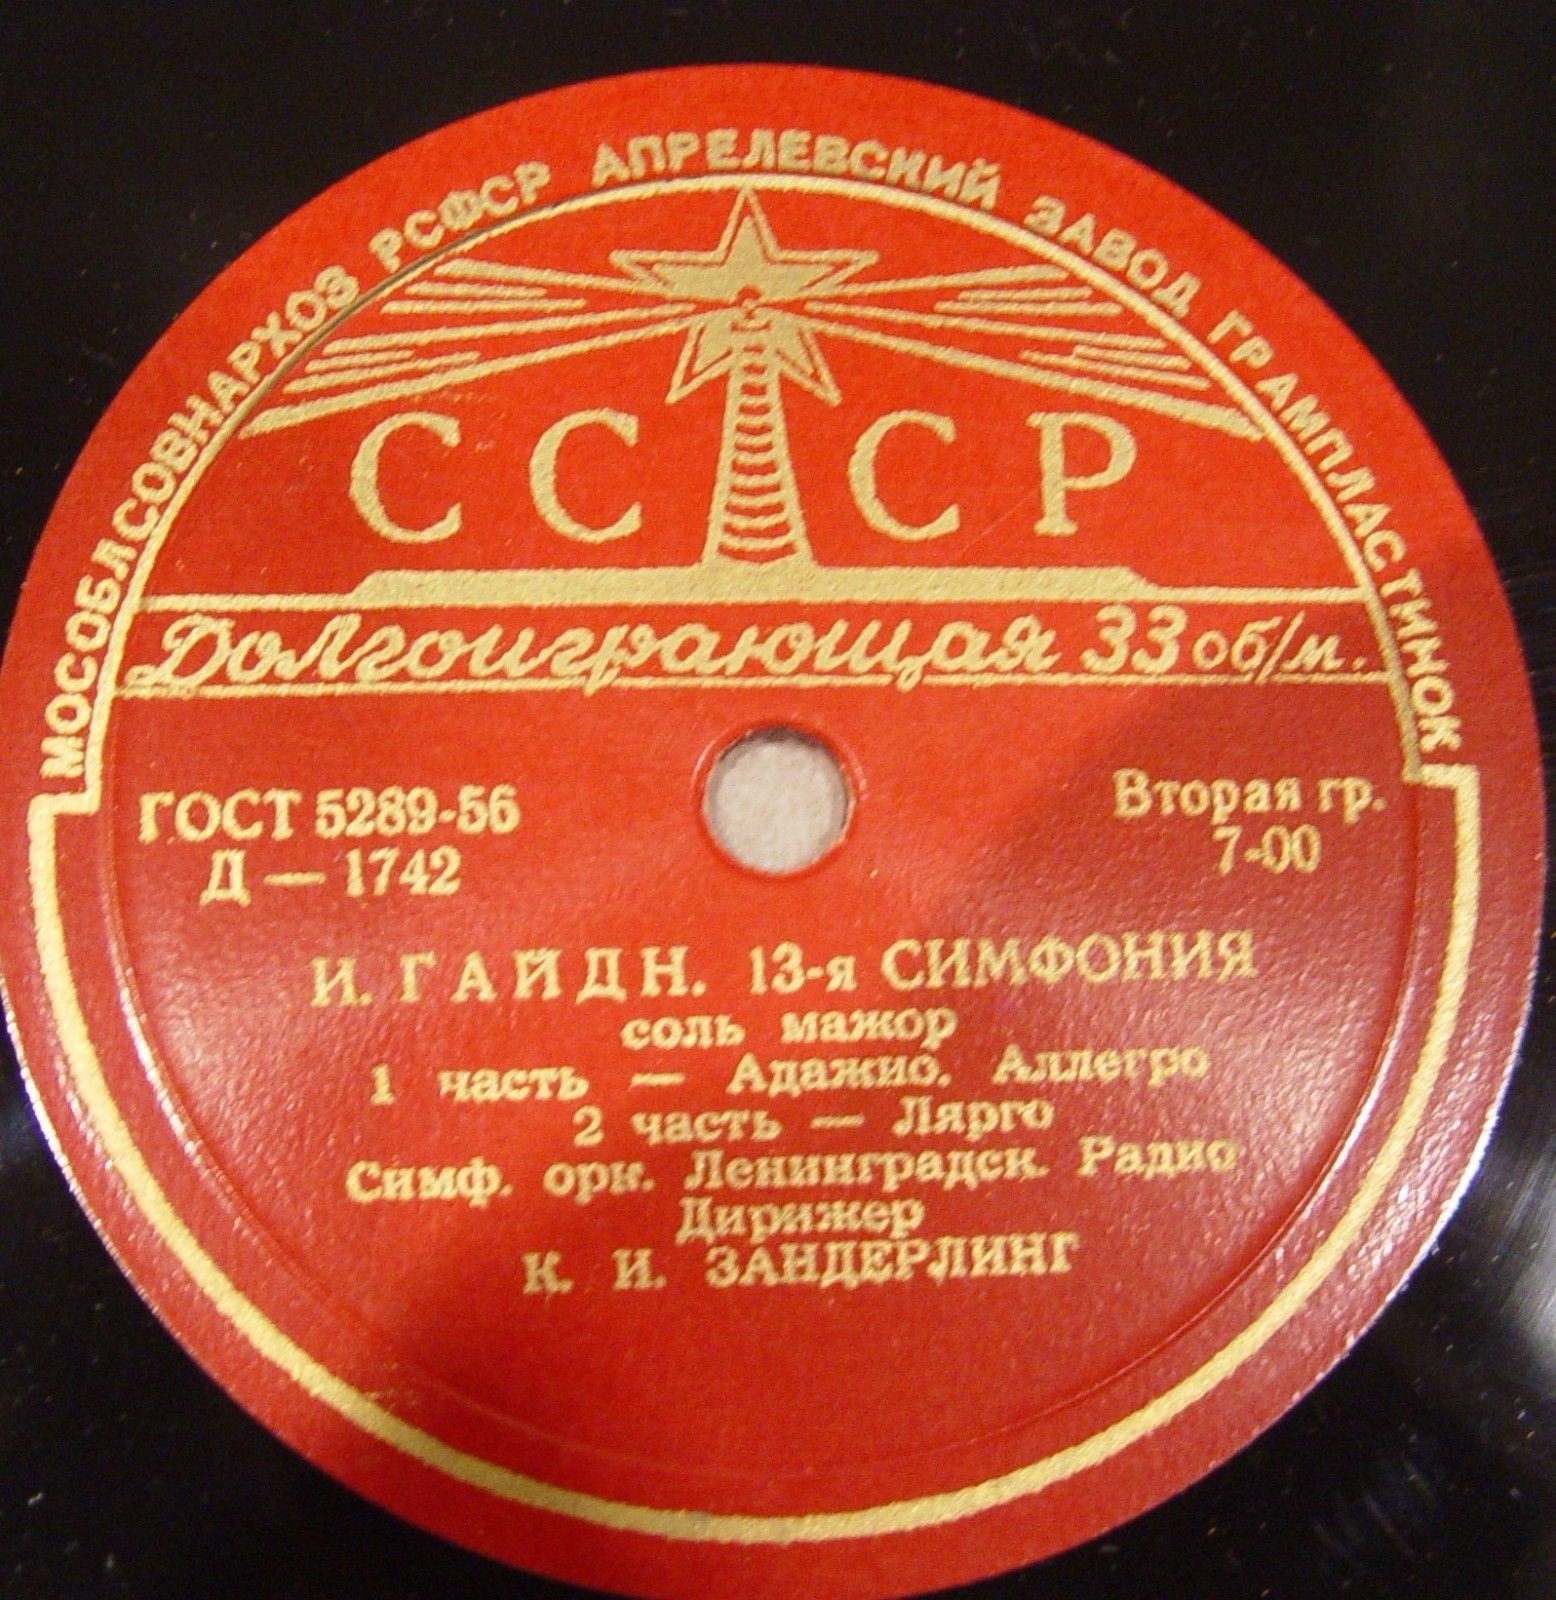 МОСОБЛСОВНАРХОЗ РСФСР АПРЕЛЕВСКИЙ ЗАВОД ГРАМПЛАСТИНОК
СССР
Долгоиграющая 33 об/м.
ГОСТ 5289-56
Д — 1742
Вторая гр.
7-00
И. ГАЙДН. 13-я СИМФОНИЯ
соль мажор
1 часть — Адажио. Аллегро
2 часть — Лярго
Симф. орк. Ленинградск. Радио
Дирижер
К. И. ЗАНДЕРЛИНГ